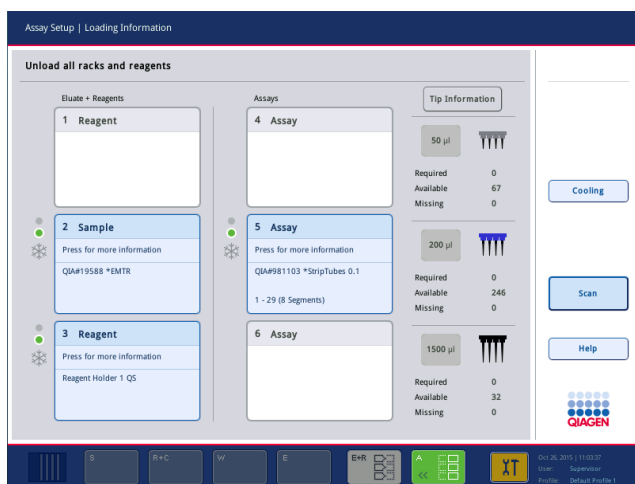 Assay Setup | Loading Information
Unload all racks and reagents
Eluate + Reagents
Assays
Tip Information
1 Reagent
4 Assay
50 µl
Required 0
Available 67
Missing 0
Cooling
2 Sample
Press for more information
QIA#19588 *EMTR
5 Assay
Press for more information
QIA#981103 *StripTubes 0.1
1 - 29 (8 Segments)
200 µl
Required 0
Available 246
Missing 0
Scan
3 Reagent
Press for more information
Reagent Holder 1 QS
6 Assay
1500 µl
Required 0
Available 32
Missing 0
Help
QIAGEN
S
R+C
W
E
E+R
A
Oct 26, 2015 | 11:03:37
User: Supervisor
Profile: Default Profile 1